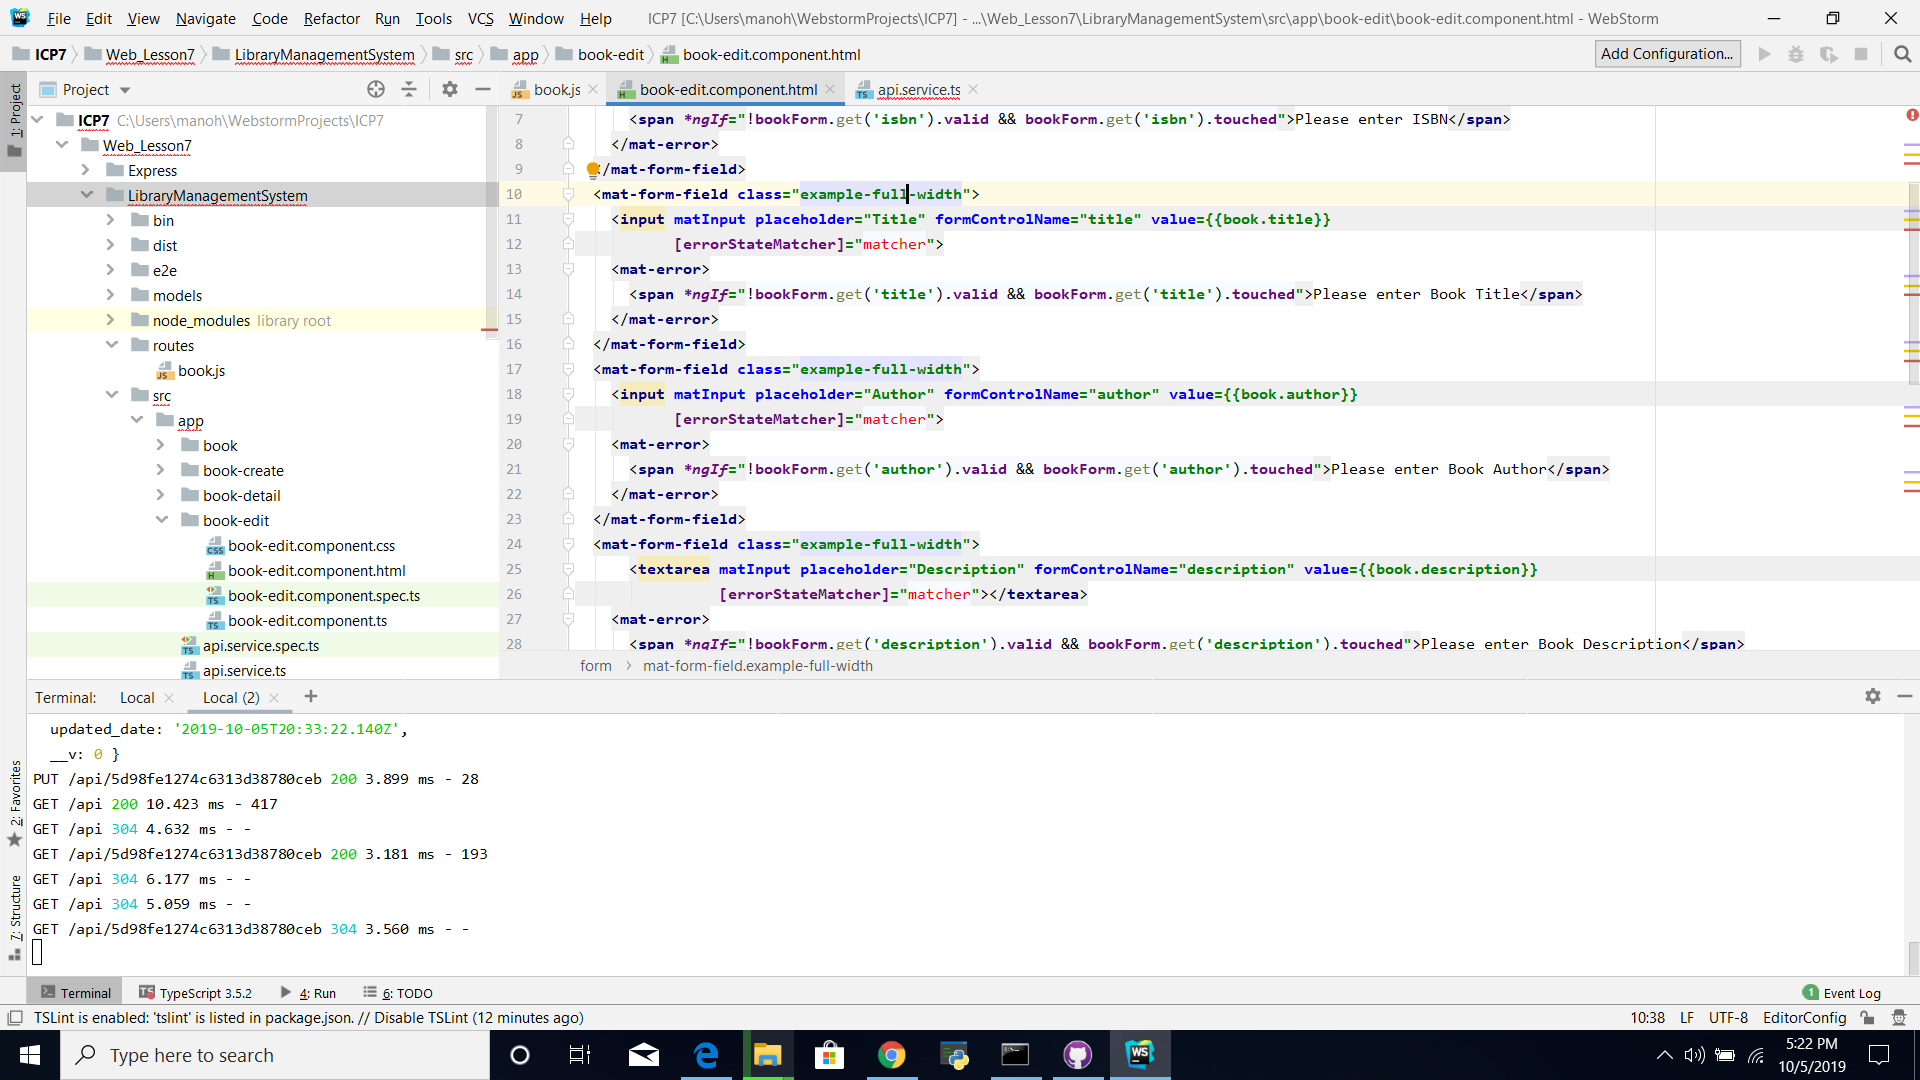 WS File Edit View Navigate Code Refactor Run Tools VCS Window Help ICP7 [C:\Users\manoh\WebstormProjects\ICP7] - ...\Web_Lesson7\LibraryManagementSystem\src\app\book-edit\book-edit.component.html - WebStorm
ICP7 Web_Lesson7 LibraryManagementSystem src app book-edit book-edit.component.html Add Configuration...
1: Project
Project
book.js book-edit.component.html api.service.ts
ICP7 C:\Users\manoh\WebstormProjects\ICP7
Web_Lesson7
Express
LibraryManagementSystem
bin
dist
e2e
models
node_modules library root
routes
book.js
src
app
book
book-create
book-detail
book-edit
book-edit.component.css
book-edit.component.html
book-edit.component.spec.ts
book-edit.component.ts
api.service.spec.ts
api.service.ts
7 <span *ngIf="!bookForm.get('isbn').valid && bookForm.get('isbn').touched">Please enter ISBN</span>
8 </mat-error>
9 /mat-form-field>
10 <mat-form-field class="example-full-width">
11 <input matInput placeholder="Title" formControlName="title" value={{book.title}}
12 [errorStateMatcher]="matcher">
13 <mat-error>
14 <span *ngIf="!bookForm.get('title').valid && bookForm.get('title').touched">Please enter Book Title</span>
15 </mat-error>
16 </mat-form-field>
17 <mat-form-field class="example-full-width">
18 <input matInput placeholder="Author" formControlName="author" value={{book.author}}
19 [errorStateMatcher]="matcher">
20 <mat-error>
21 <span *ngIf="!bookForm.get('author').valid && bookForm.get('author').touched">Please enter Book Author</span>
22 </mat-error>
23 </mat-form-field>
24 <mat-form-field class="example-full-width">
25 <textarea matInput placeholder="Description" formControlName="description" value={{book.description}}
26 [errorStateMatcher]="matcher"></textarea>
27 <mat-error>
28 <span *ngIf="!bookForm.get('description').valid && bookForm.get('description').touched">Please enter Book Description</span>
form mat-form-field.example-full-width
Terminal: Local Local (2)
updated_date: '2019-10-05T20:33:22.140Z',
__v: 0 }
PUT /api/5d98fe1274c6313d38780ceb 200 3.899 ms - 28
GET /api 200 10.423 ms - 417
GET /api 304 4.632 ms - -
GET /api/5d98fe1274c6313d38780ceb 200 3.181 ms - 193
GET /api 304 6.177 ms - -
GET /api 304 5.059 ms - -
GET /api/5d98fe1274c6313d38780ceb 304 3.560 ms - -
2: Favorites
7: Structure
Terminal TypeScript 3.5.2 4: Run 6: TODO 1 Event Log
TSLint is enabled: 'tslint' is listed in package.json. // Disable TSLint (12 minutes ago) 10:38 LF UTF-8 EditorConfig
Type here to search WS 5:22 PM
10/5/2019